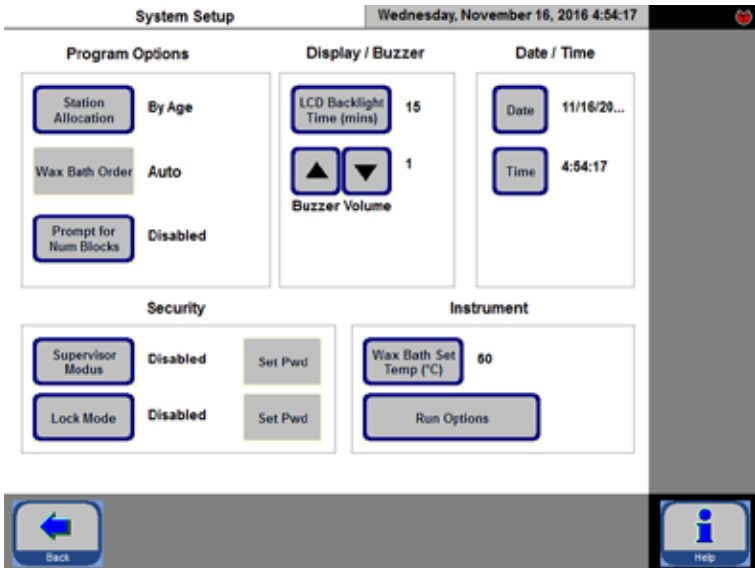 System Setup
Wednesday, November 16, 2016 4:54:17
Program Options
Station
Allocation
By Age
Wax Bath Order
Auto
Prompt for
Num Blocks
Disabled
Display / Buzzer
LCD Backlight
Time (mins)
15
1
Buzzer Volume
Date / Time
Date
11/16/20...
Time
4:54:17
Security
Supervisor
Modus
Disabled
Set Pwd
Lock Mode
Disabled
Set Pwd
Instrument
Wax Bath Set
Temp (°C)
60
Run Options
Back
Help